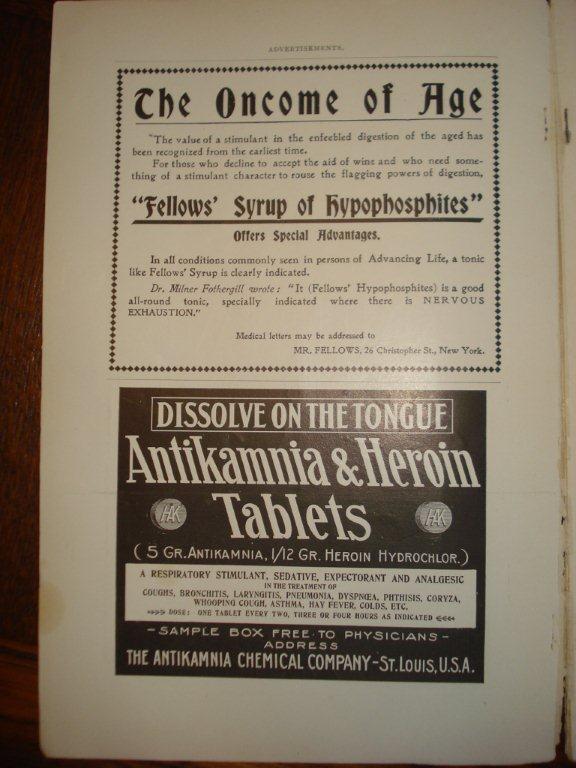 ADVERTISEMENTS.
The Oncome of Age
"The value of a stimulant in the enfeebled digestion of the aged has
been recognized from the earliest time.
For those who decline to accept the aid of wine and who need some-
thing of a stimulant character to rouse the flagging powers of digestion,
"Fellows' Syrup of Hypophosphites"
Offers Special Advantages.
In all conditions commonly seen in persons of Advancing Life, a tonic
like Fellows' Syrup is clearly indicated.
Dr. Milner Fothergill wrote: "It (Fellows' Hypophosphites) is a good
all-round tonic, specially indicated where there is NERVOUS
EXHAUSTION."
Medical letters may be addressed to
MR. FELLOWS, 26 Christopher St., New York.
DISSOLVE ON THE TONGUE
Antikamnia & Heroin
Tablets
AK
AK
(5 GR. ANTIKAMNIA, 1/12 GR. HEROIN HYDROCHLOR.)
A RESPIRATORY STIMULANT, SEDATIVE, EXPECTORANT AND ANALGESIC
IN THE TREATMENT OF
COUGHS, BRONCHITIS, LARYNGITIS, PNEUMONIA, DYSPNŒA, PHTHISIS, CORYZA,
WHOOPING COUGH, ASTHMA, HAY FEVER, COLDS, ETC.
DOSE: ONE TABLET EVERY TWO, THREE OR FOUR HOURS AS INDICATED
–SAMPLE BOX FREE TO PHYSICIANS–
ADDRESS
THE ANTIKAMNIA CHEMICAL COMPANY–ST. LOUIS, U.S.A.